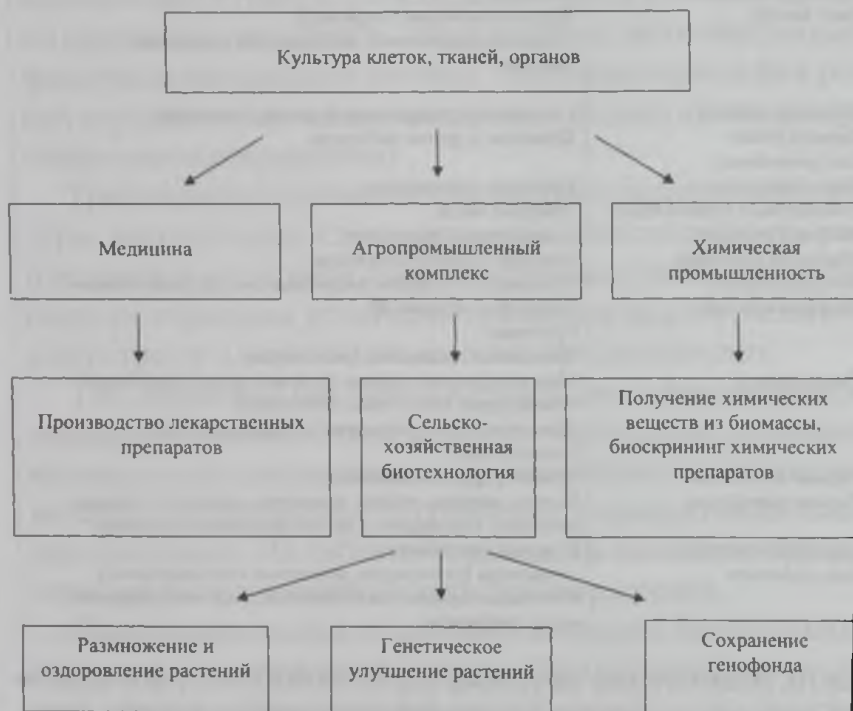 Культура клеток, тканей, органов
Медицина
Агропромышленный
комплекс
Химическая
промышленность
Производство лекарственных
препаратов
Сельско-
хозяйственная
биотехнология
Получение химических
веществ из биомассы,
биоскрининг химических
препаратов
Размножение и
оздоровление растений
Генетическое
улучшение растений
Сохранение
генофонда